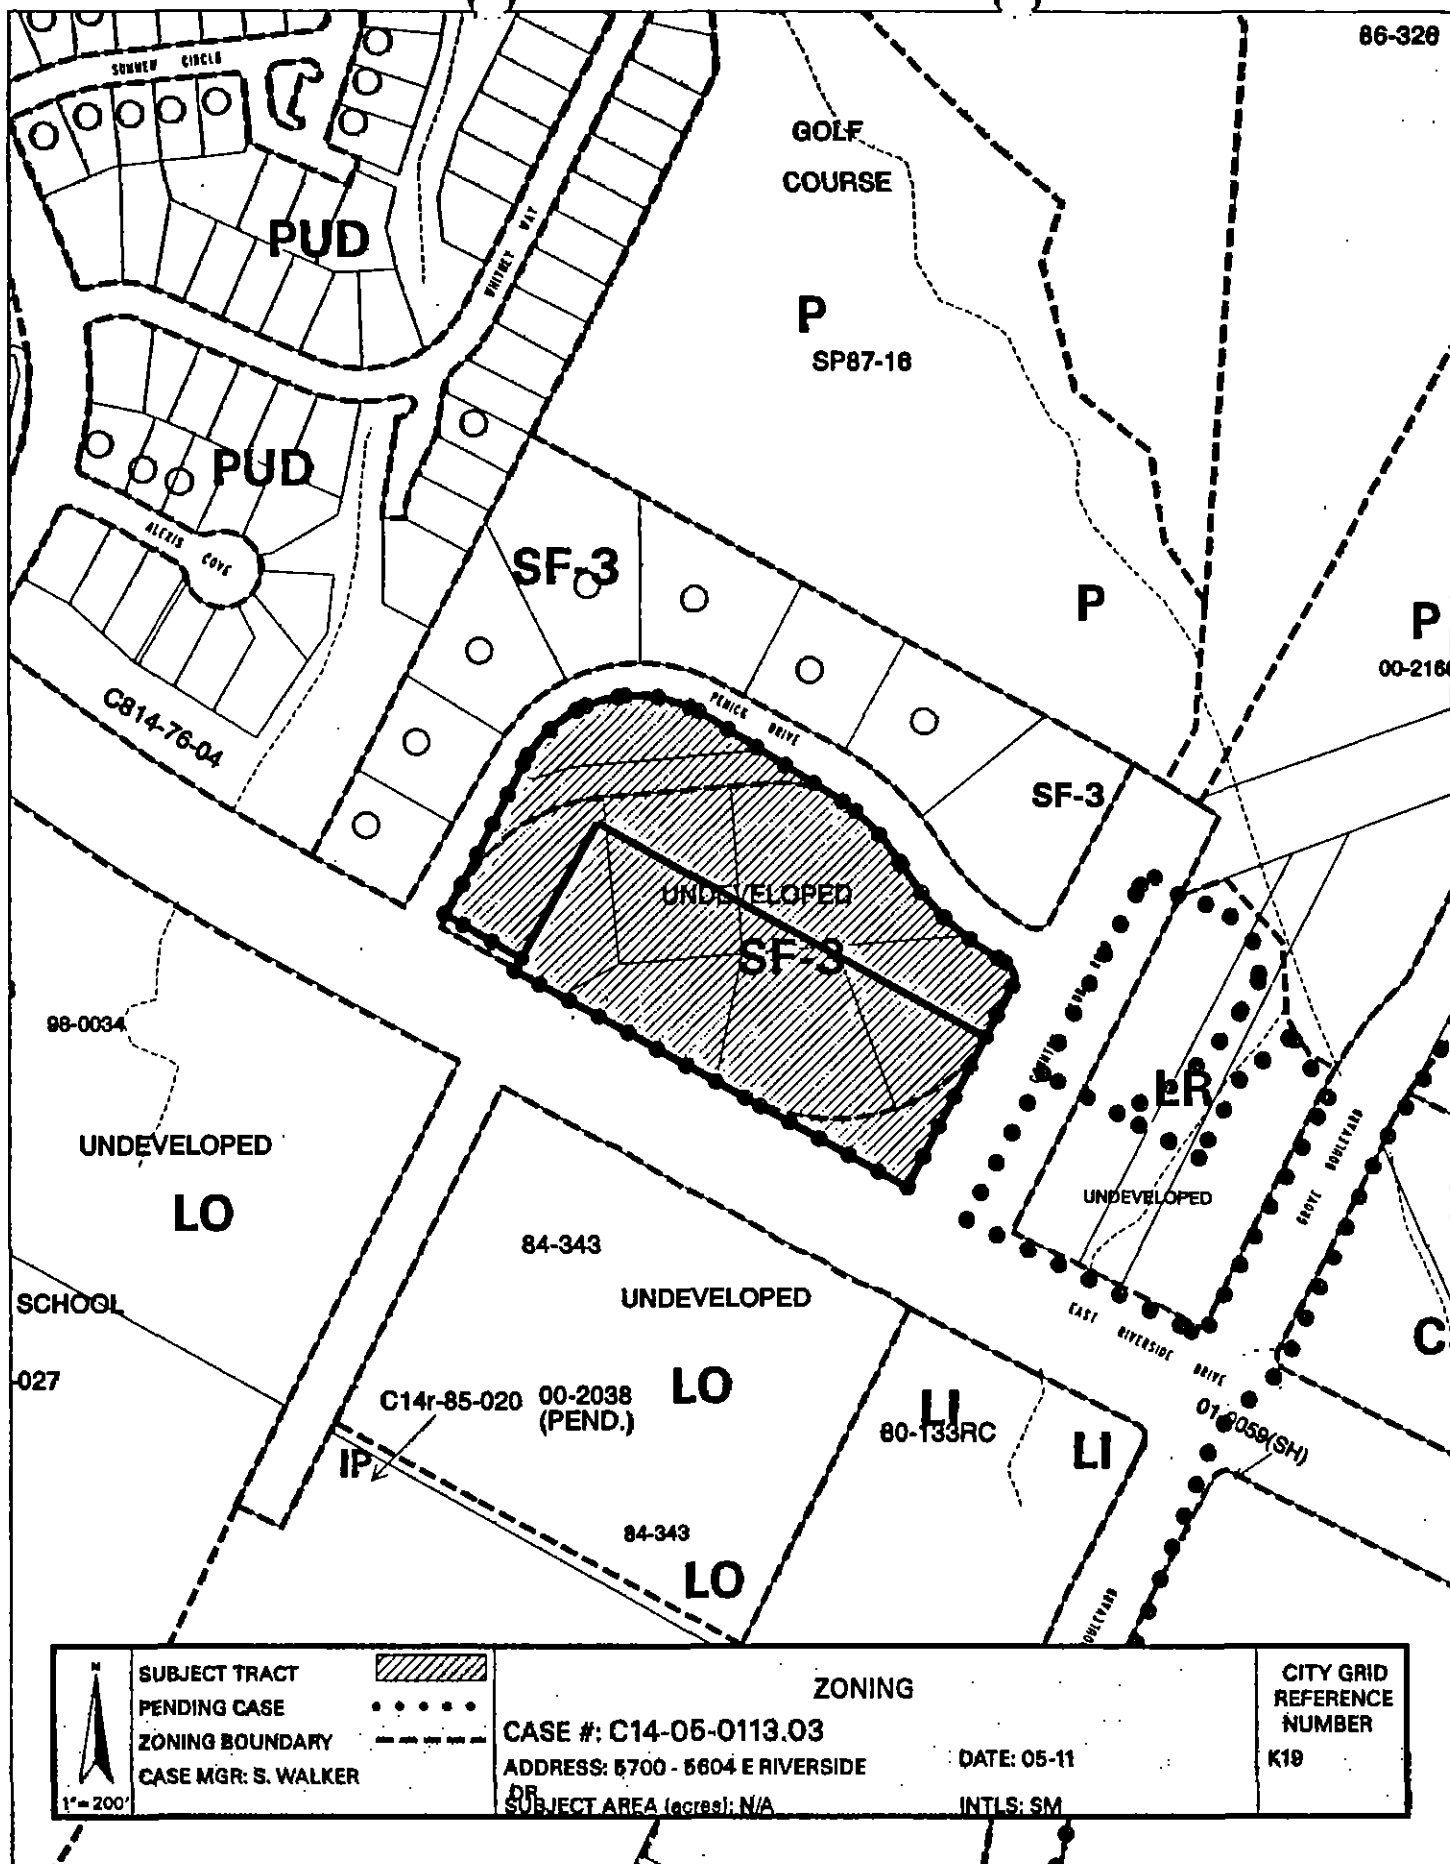 86-328
SUMMER CIRCLE
GOLF
COURSE
PUD
WHITNEY WAY
P
SP87-16
PUD
ALEXIS COVE
SF-3
P
P
C814-76-04
PENICK DRIVE
SF-3
UNDEVELOPED
SF-3
98-0034
LR
UNDEVELOPED
GROVE BOULEVARD
UNDEVELOPED
LO
84-343
UNDEVELOPED
SCHOOL
EAST RIVERSIDE DRIVE
-027
C14r-85-020
00-2038
(PEND.)
LO
LI
80-133RC
LI
IP
84-343
LO
BOULEVARD
N
1"= 200'
SUBJECT TRACT
PENDING CASE
ZONING BOUNDARY
CASE MGR: S. WALKER
ZONING
CASE #: C14-05-0113.03
ADDRESS: 5700 - 5604 E RIVERSIDE
DR
SUBJECT AREA (acres): N/A
DATE: 05-11
INTLS: SM
CITY GRID
REFERENCE
NUMBER
K19